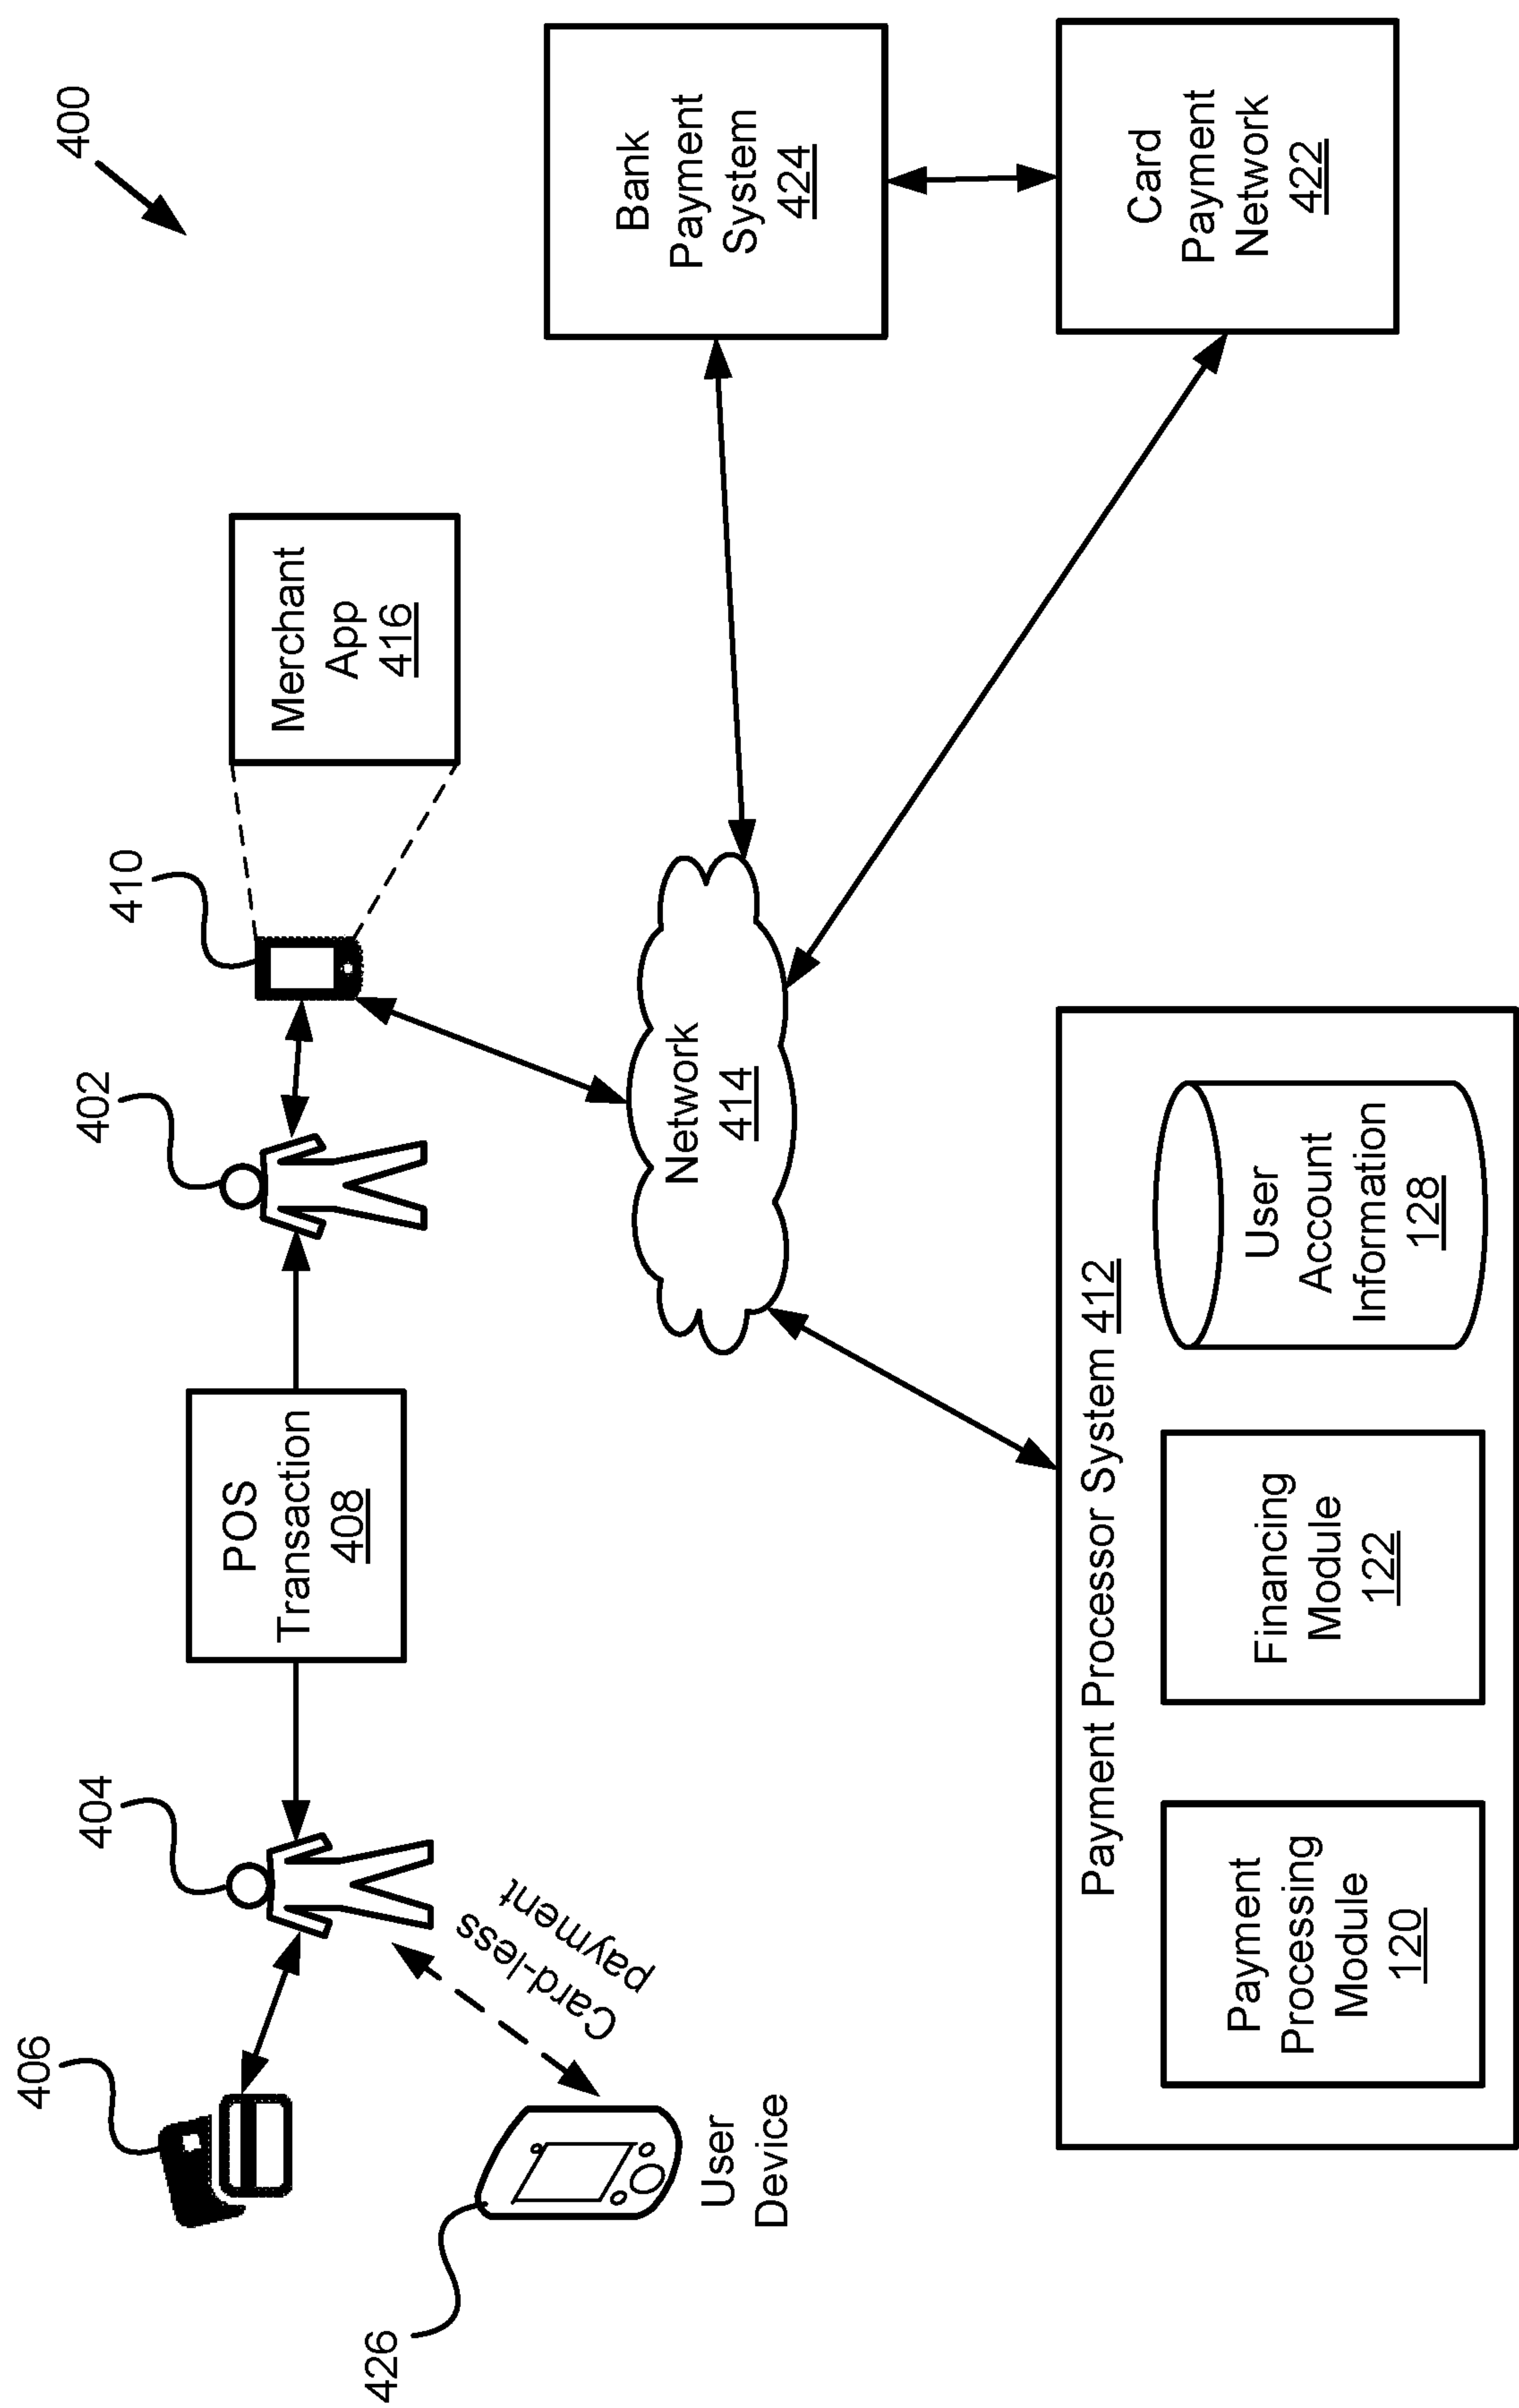 400
406
404
402
410
426
User
Device
Card-less
payment
POS
Transaction
408
Merchant
App
416
Network
414
Bank
Payment
System
424
Card
Payment
Network
422
Payment Processor System 412
Payment
Processing
Module
120
Financing
Module
122
User
Account
Information
128